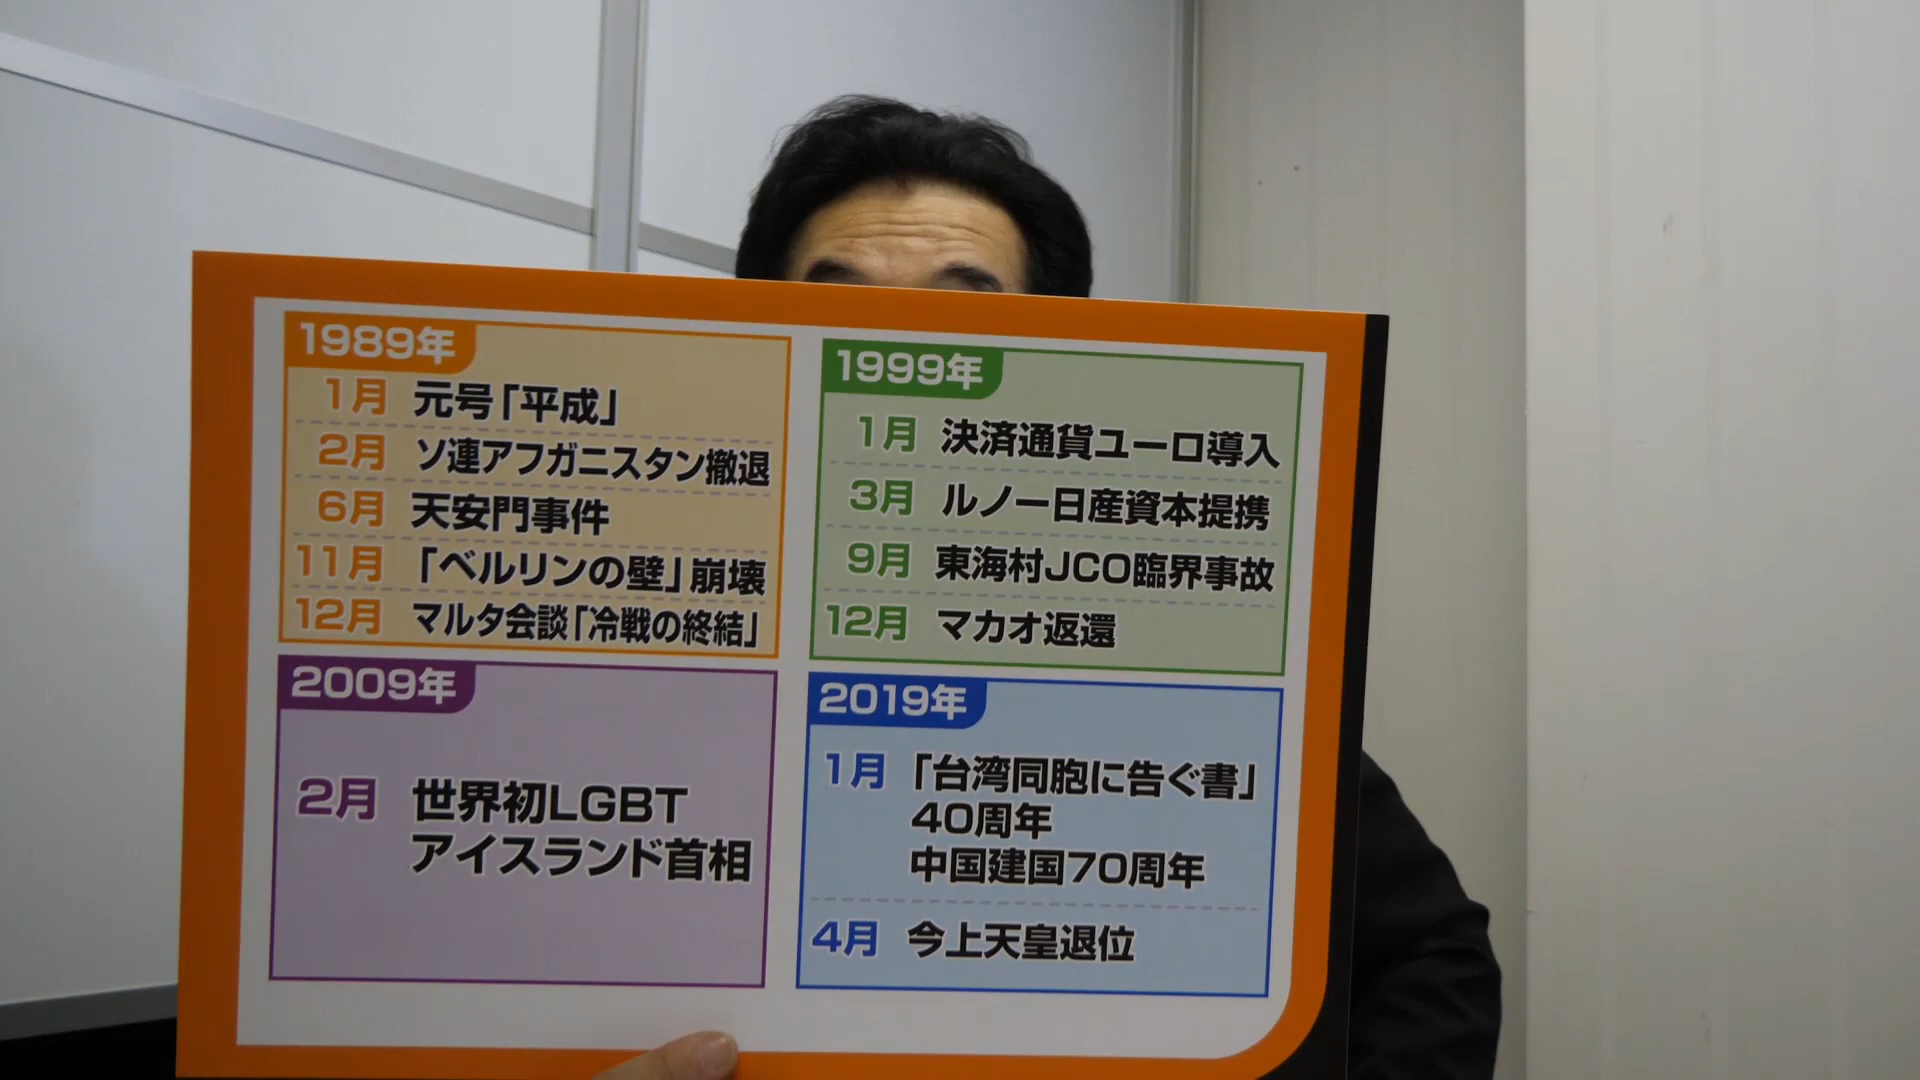 1989年
1月 元号「平成」
2月 ソ連アフガニスタン撤退
6月 天安門事件
11月 「ベルリンの壁」崩壊
12月 マルタ会談「冷戦の終結」
1999年
1月 決済通貨ユーロ導入
3月 ルノー日産資本提携
9月 東海村JCO臨界事故
12月 マカオ返還
2009年
2月 世界初LGBT
アイスランド首相
2019年
1月 「台湾同胞に告ぐ書」
40周年
中国建国70周年
4月 今上天皇退位